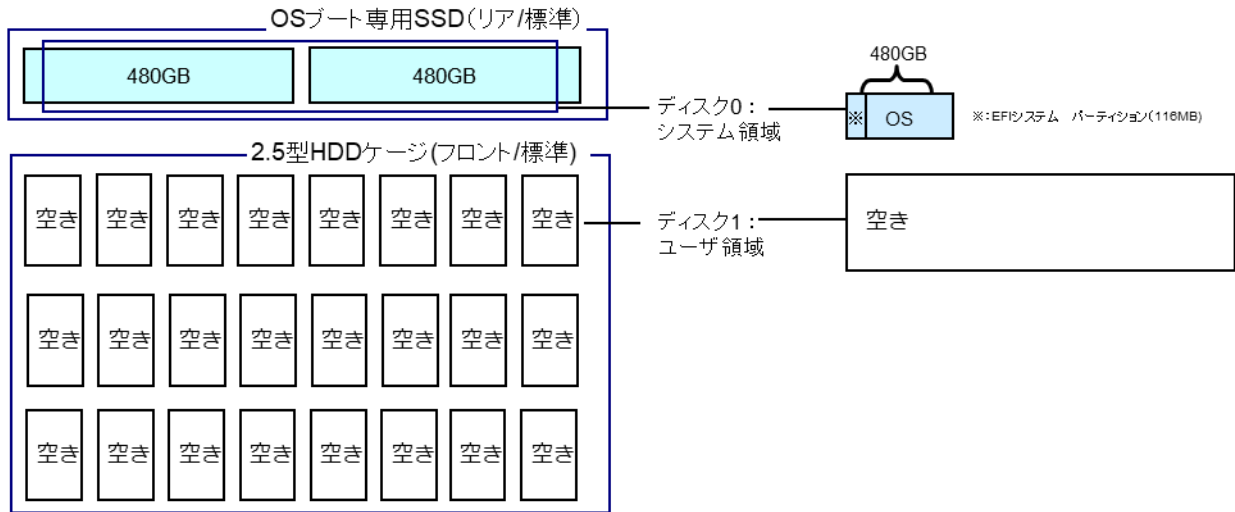 OSブート専用SSD(リア/標準)
480GB 480GB
480GB
ディスク0:
システム領域
※ OS
※:EFIシステム パーティション(116MB)
2.5型HDDケージ(フロント/標準)
空き 空き 空き 空き 空き 空き 空き 空き
ディスク1:
ユーザ領域
空き
空き 空き 空き 空き 空き 空き 空き 空き
空き 空き 空き 空き 空き 空き 空き 空き